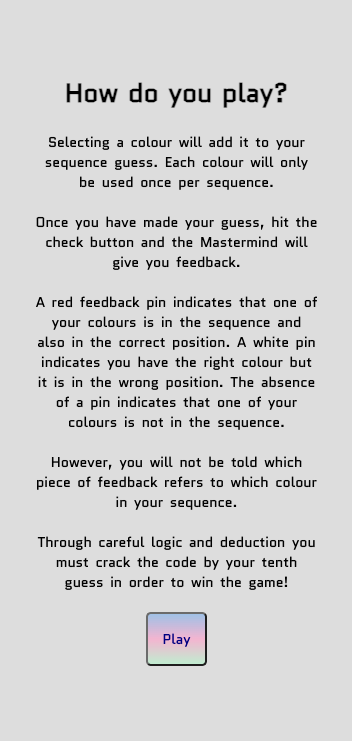 How do you play?
Selecting a colour will add it to your
sequence guess. Each colour will only
be used once per sequence.
Once you have made your guess, hit the
check button and the Mastermind will
give you feedback.
A red feedback pin indicates that one of
your colours is in the sequence and
also in the correct position. A white pin
indicates you have the right colour but
it is in the wrong position. The absence
of a pin indicates that one of your
colours is not in the sequence.
However, you will not be told which
piece of feedback refers to which colour
in your sequence.
Through careful logic and deduction you
must crack the code by your tenth
guess in order to win the game!
Play